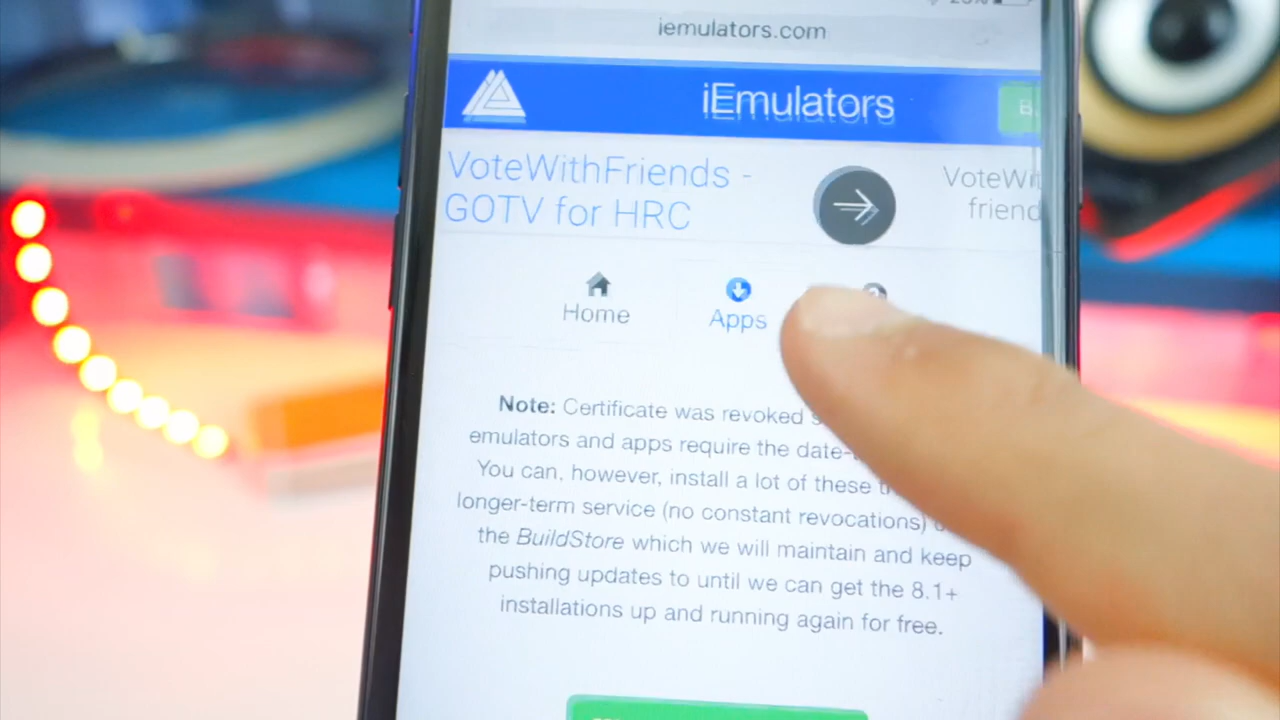 iemulators.com
iEmulators
VoteWithFriends -
GOTV for HRC
friend
Home
Apps
Note: Certificate was revoked
emulators and apps require the date-
You can, however, install a lot of these
longer-term service (no constant revocations)
the BuildStore which we will maintain and keep
pushing updates to until we can get the 8.1+
installations up and running again for free.